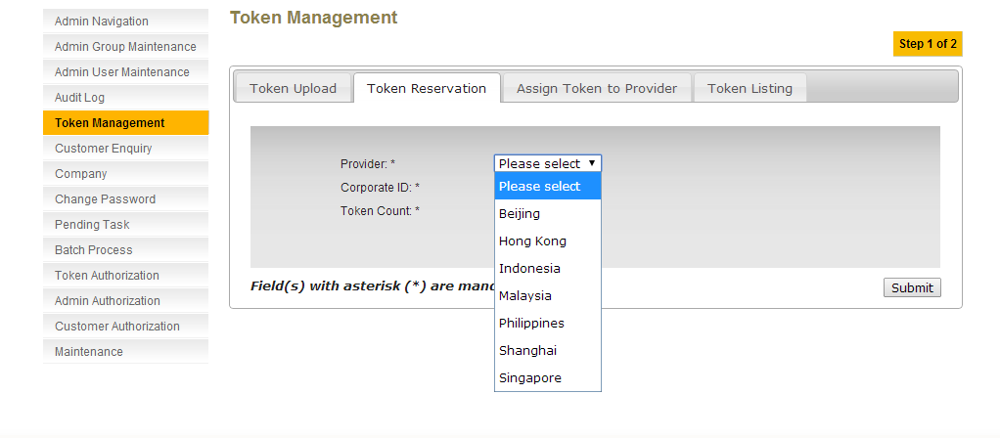 Admin Navigation
Admin Group Maintenance
Admin User Maintenance
Audit Log
Token Management
Customer Enquiry
Company
Change Password
Pending Task
Batch Process
Token Authorization
Admin Authorization
Customer Authorization
Maintenance
Token Management
Step 1 of 2
Token Upload Token Reservation Assign Token to Provider Token Listing
Provider: * Please select
Corporate ID: *
Token Count: *
Please select
Beijing
Hong Kong
Indonesia
Malaysia
Philippines
Shanghai
Singapore
Field(s) with asterisk (*) are
Submit